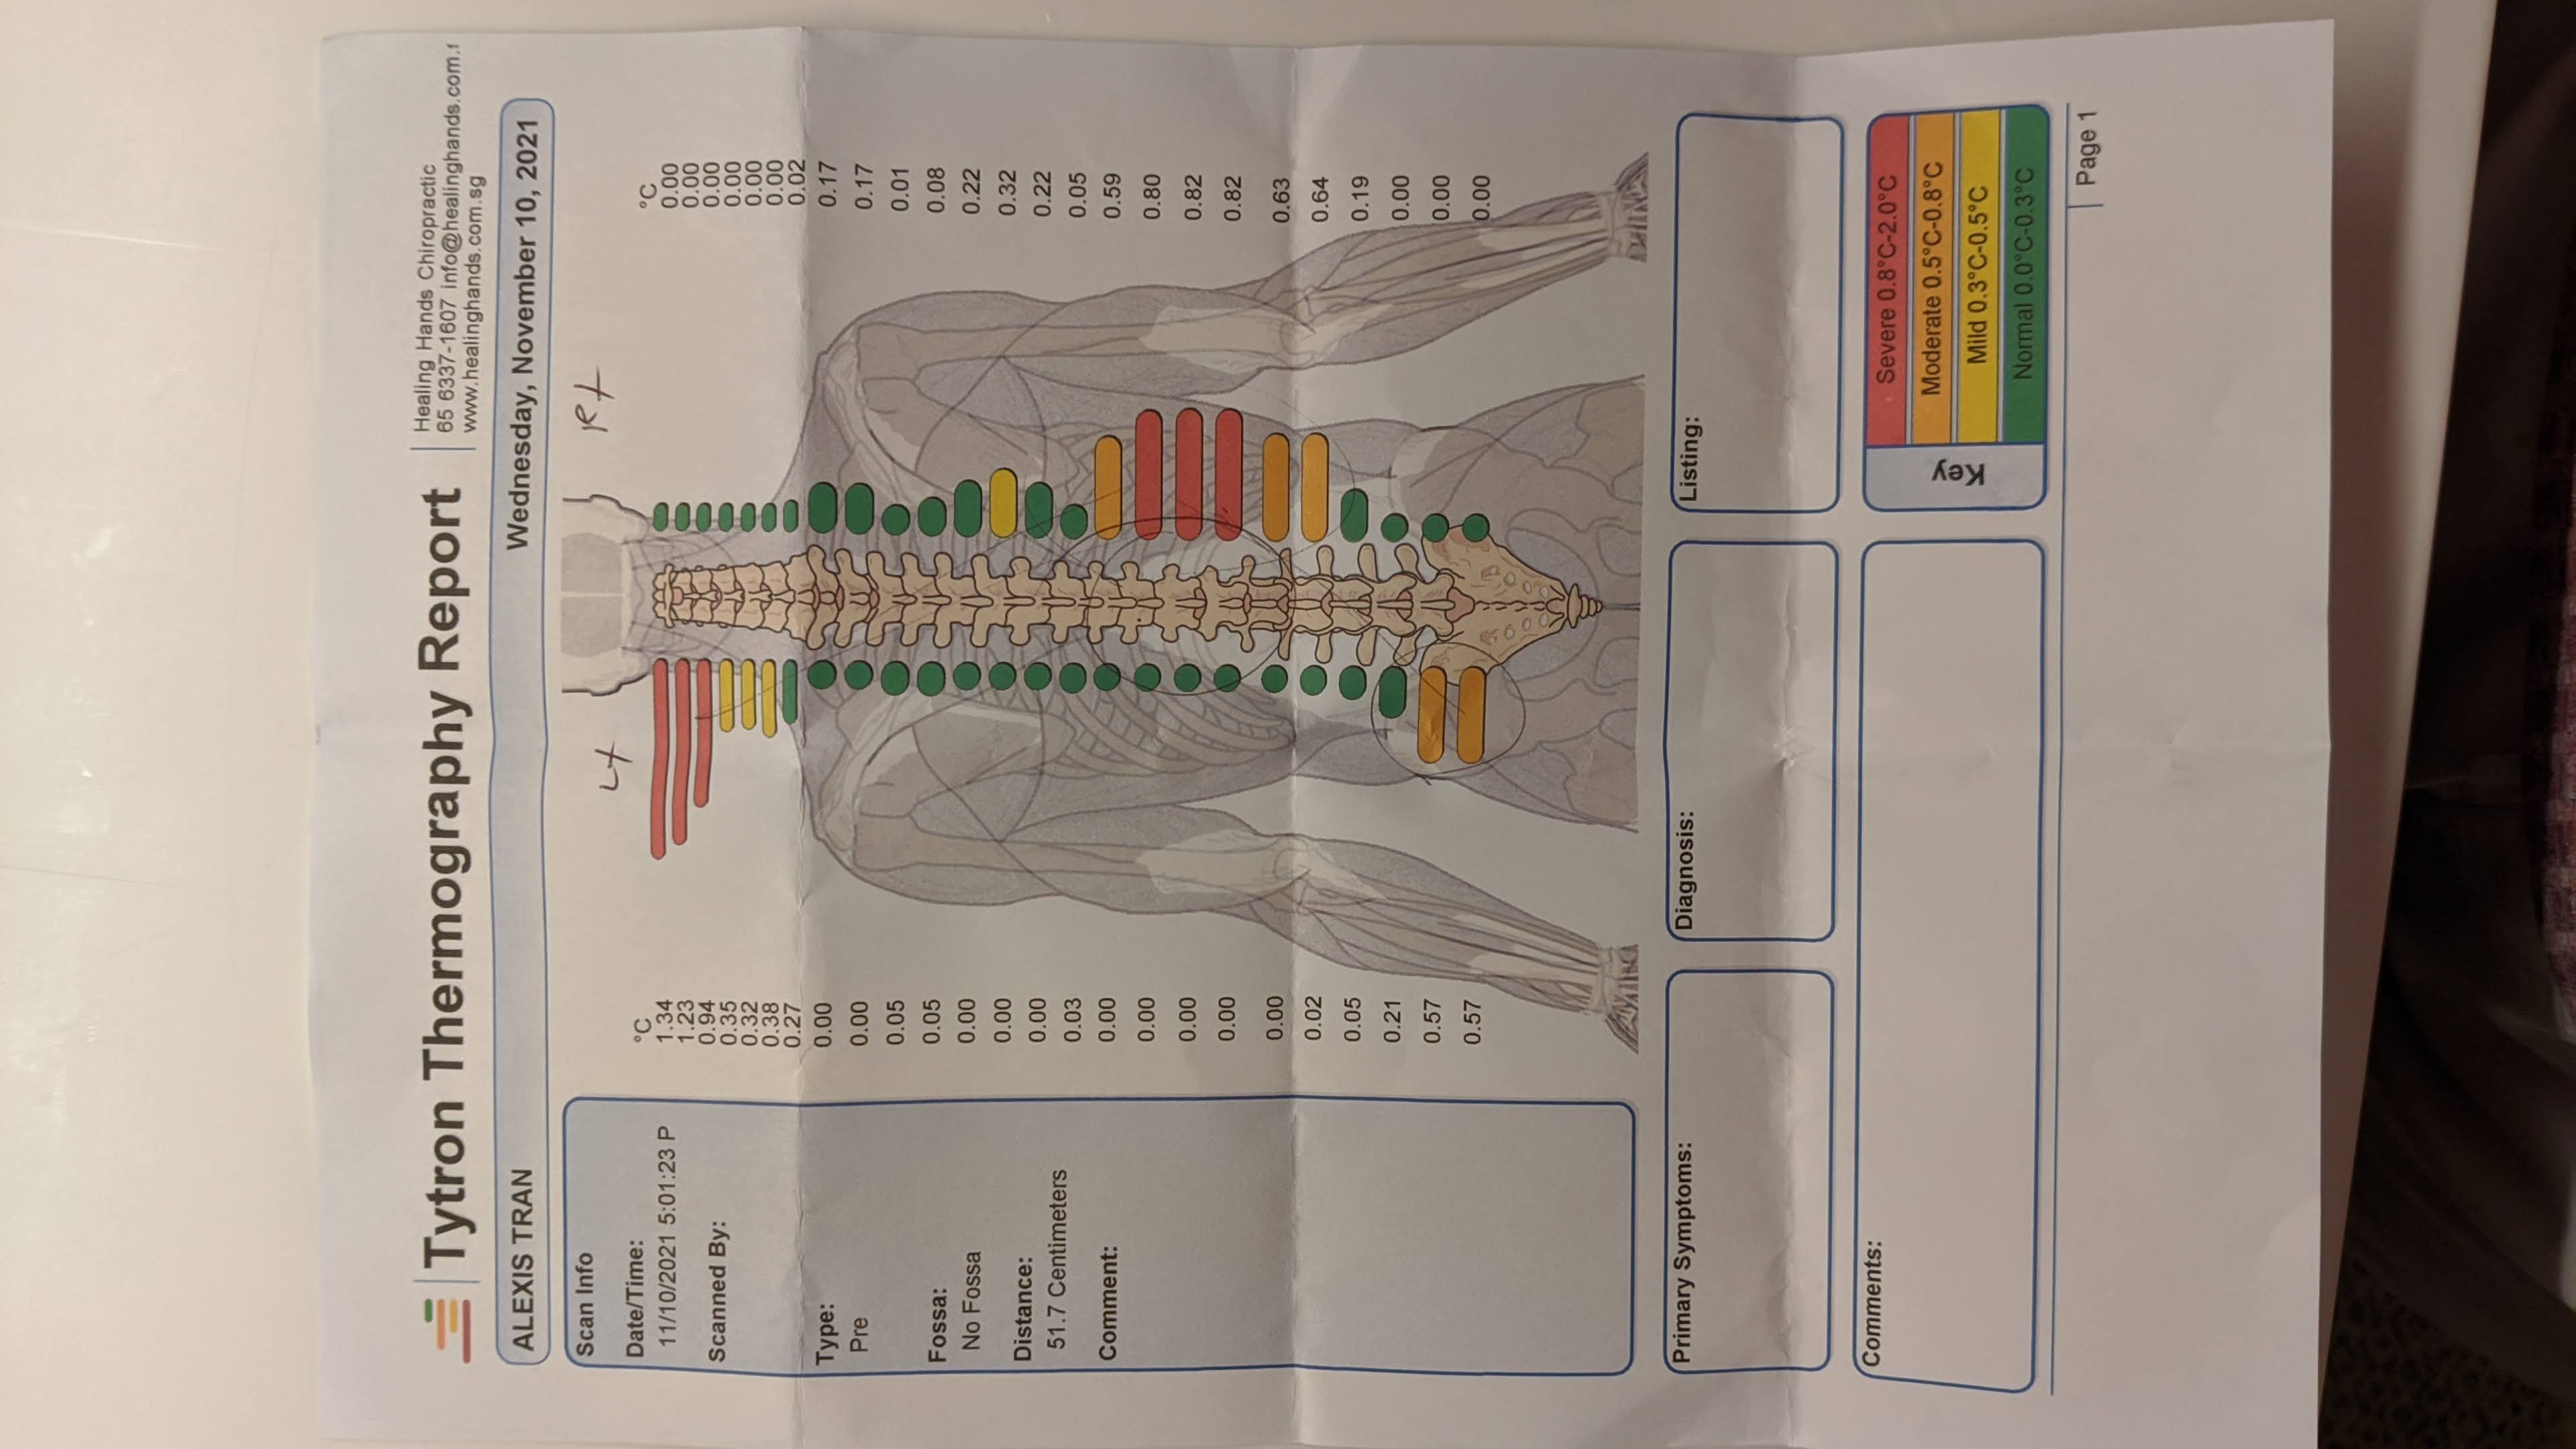 Tytron Thermography Report
Healing Hands Chiropractic
65 6337-1607 info@healinghands.com.
www.healinghands.com.sg
ALEXIS TRAN
Wednesday, November 10, 2021
Scan Info
Date/Time:
11/10/2021 5:01:23 P
Scanned By:
Type:
Pre
Fossa:
No Fossa
Distance:
51.7 Centimeters
Comment:
Lt
Rt
°C
1.34
1.23
0.94
0.35
0.32
0.38
0.27
0.00
0.00
0.05
0.05
0.00
0.00
0.00
0.03
0.00
0.00
0.00
0.00
0.00
0.02
0.05
0.21
0.57
0.57
°C
0.00
0.00
0.00
0.00
0.00
0.00
0.02
0.17
0.17
0.01
0.08
0.22
0.32
0.22
0.05
0.59
0.80
0.82
0.82
0.63
0.64
0.19
0.00
0.00
0.00
Primary Symptoms:
Diagnosis:
Listing:
Comments:
Key
Severe 0.8°C-2.0°C
Moderate 0.5°C-0.8°C
Mild 0.3°C-0.5°C
Normal 0.0°C-0.3°C
Page 1